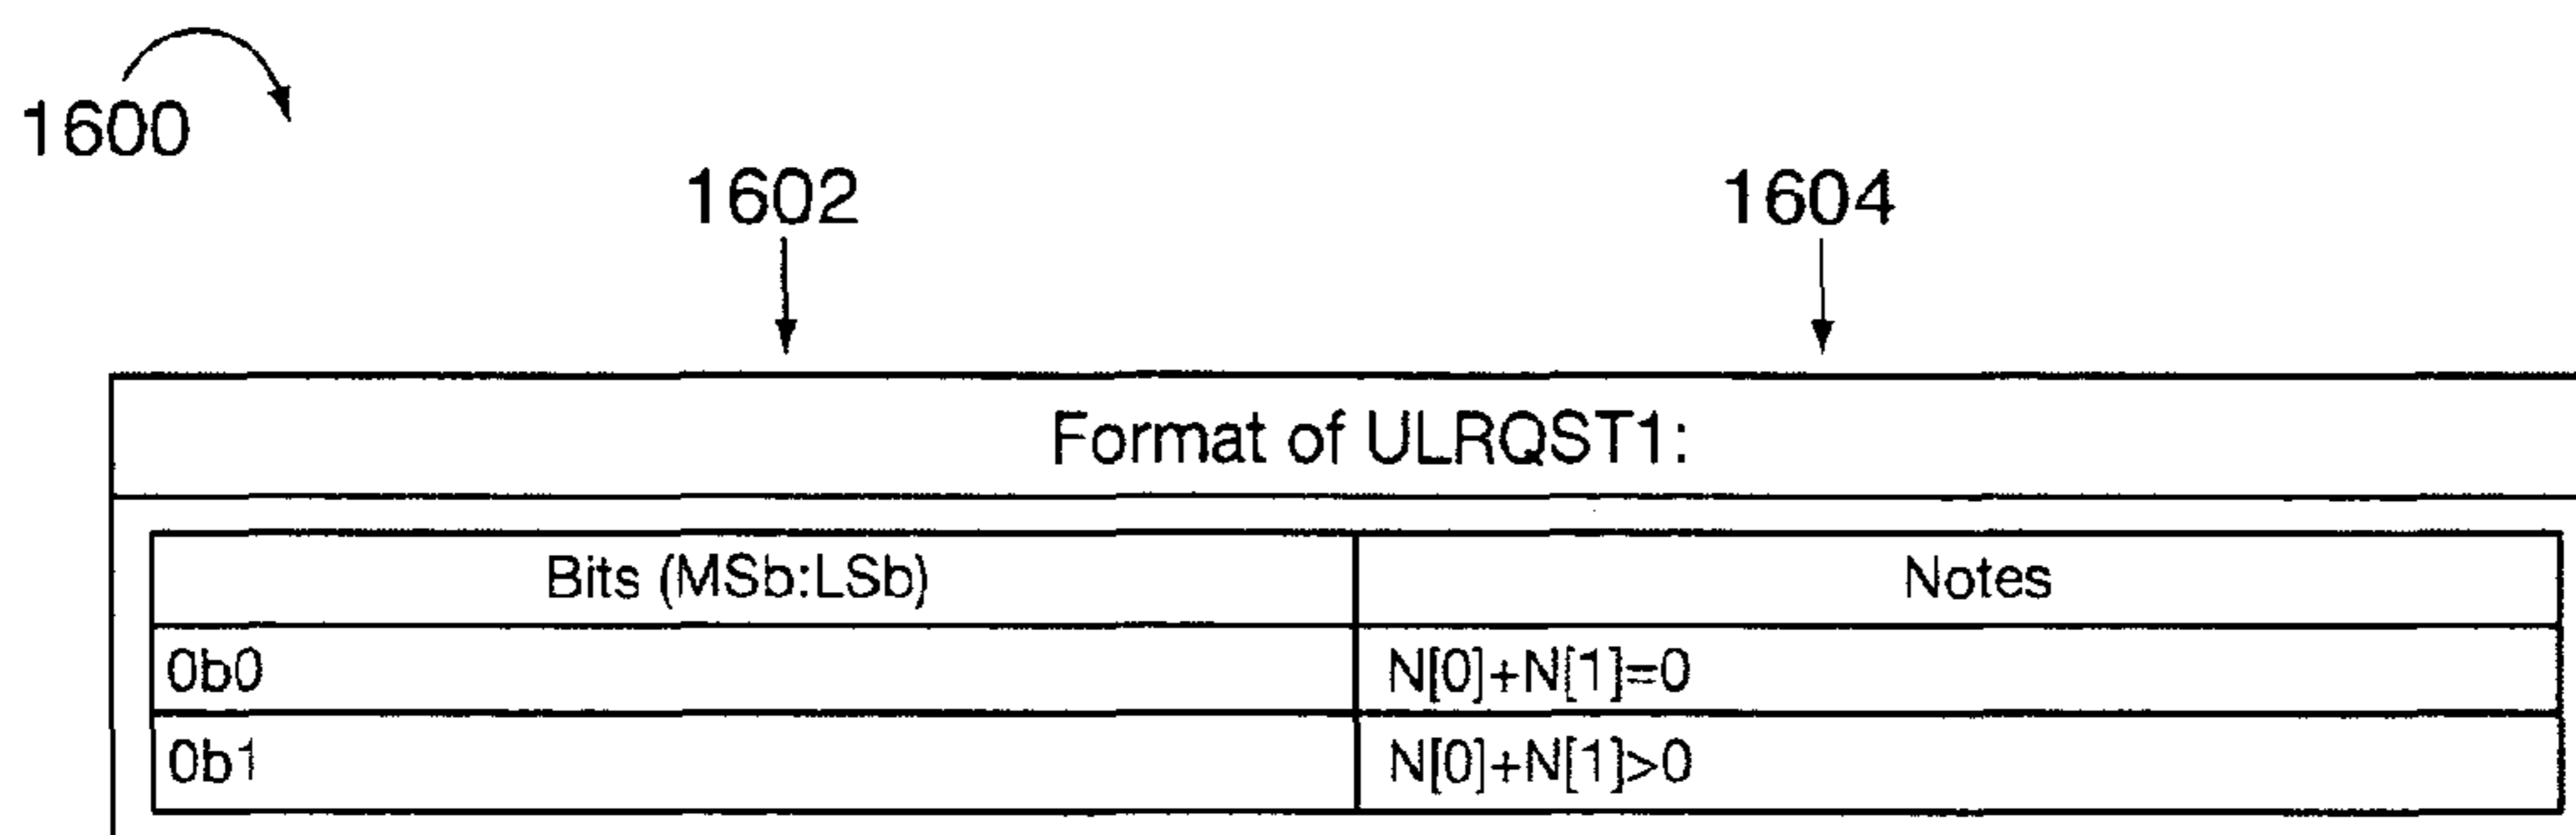 1600
1602 1604
Format of ULRQST1:
Bits (MSb:LSb) Notes
0b0 N[0]+N[1]=0
0b1 N[0]+N[1]>0